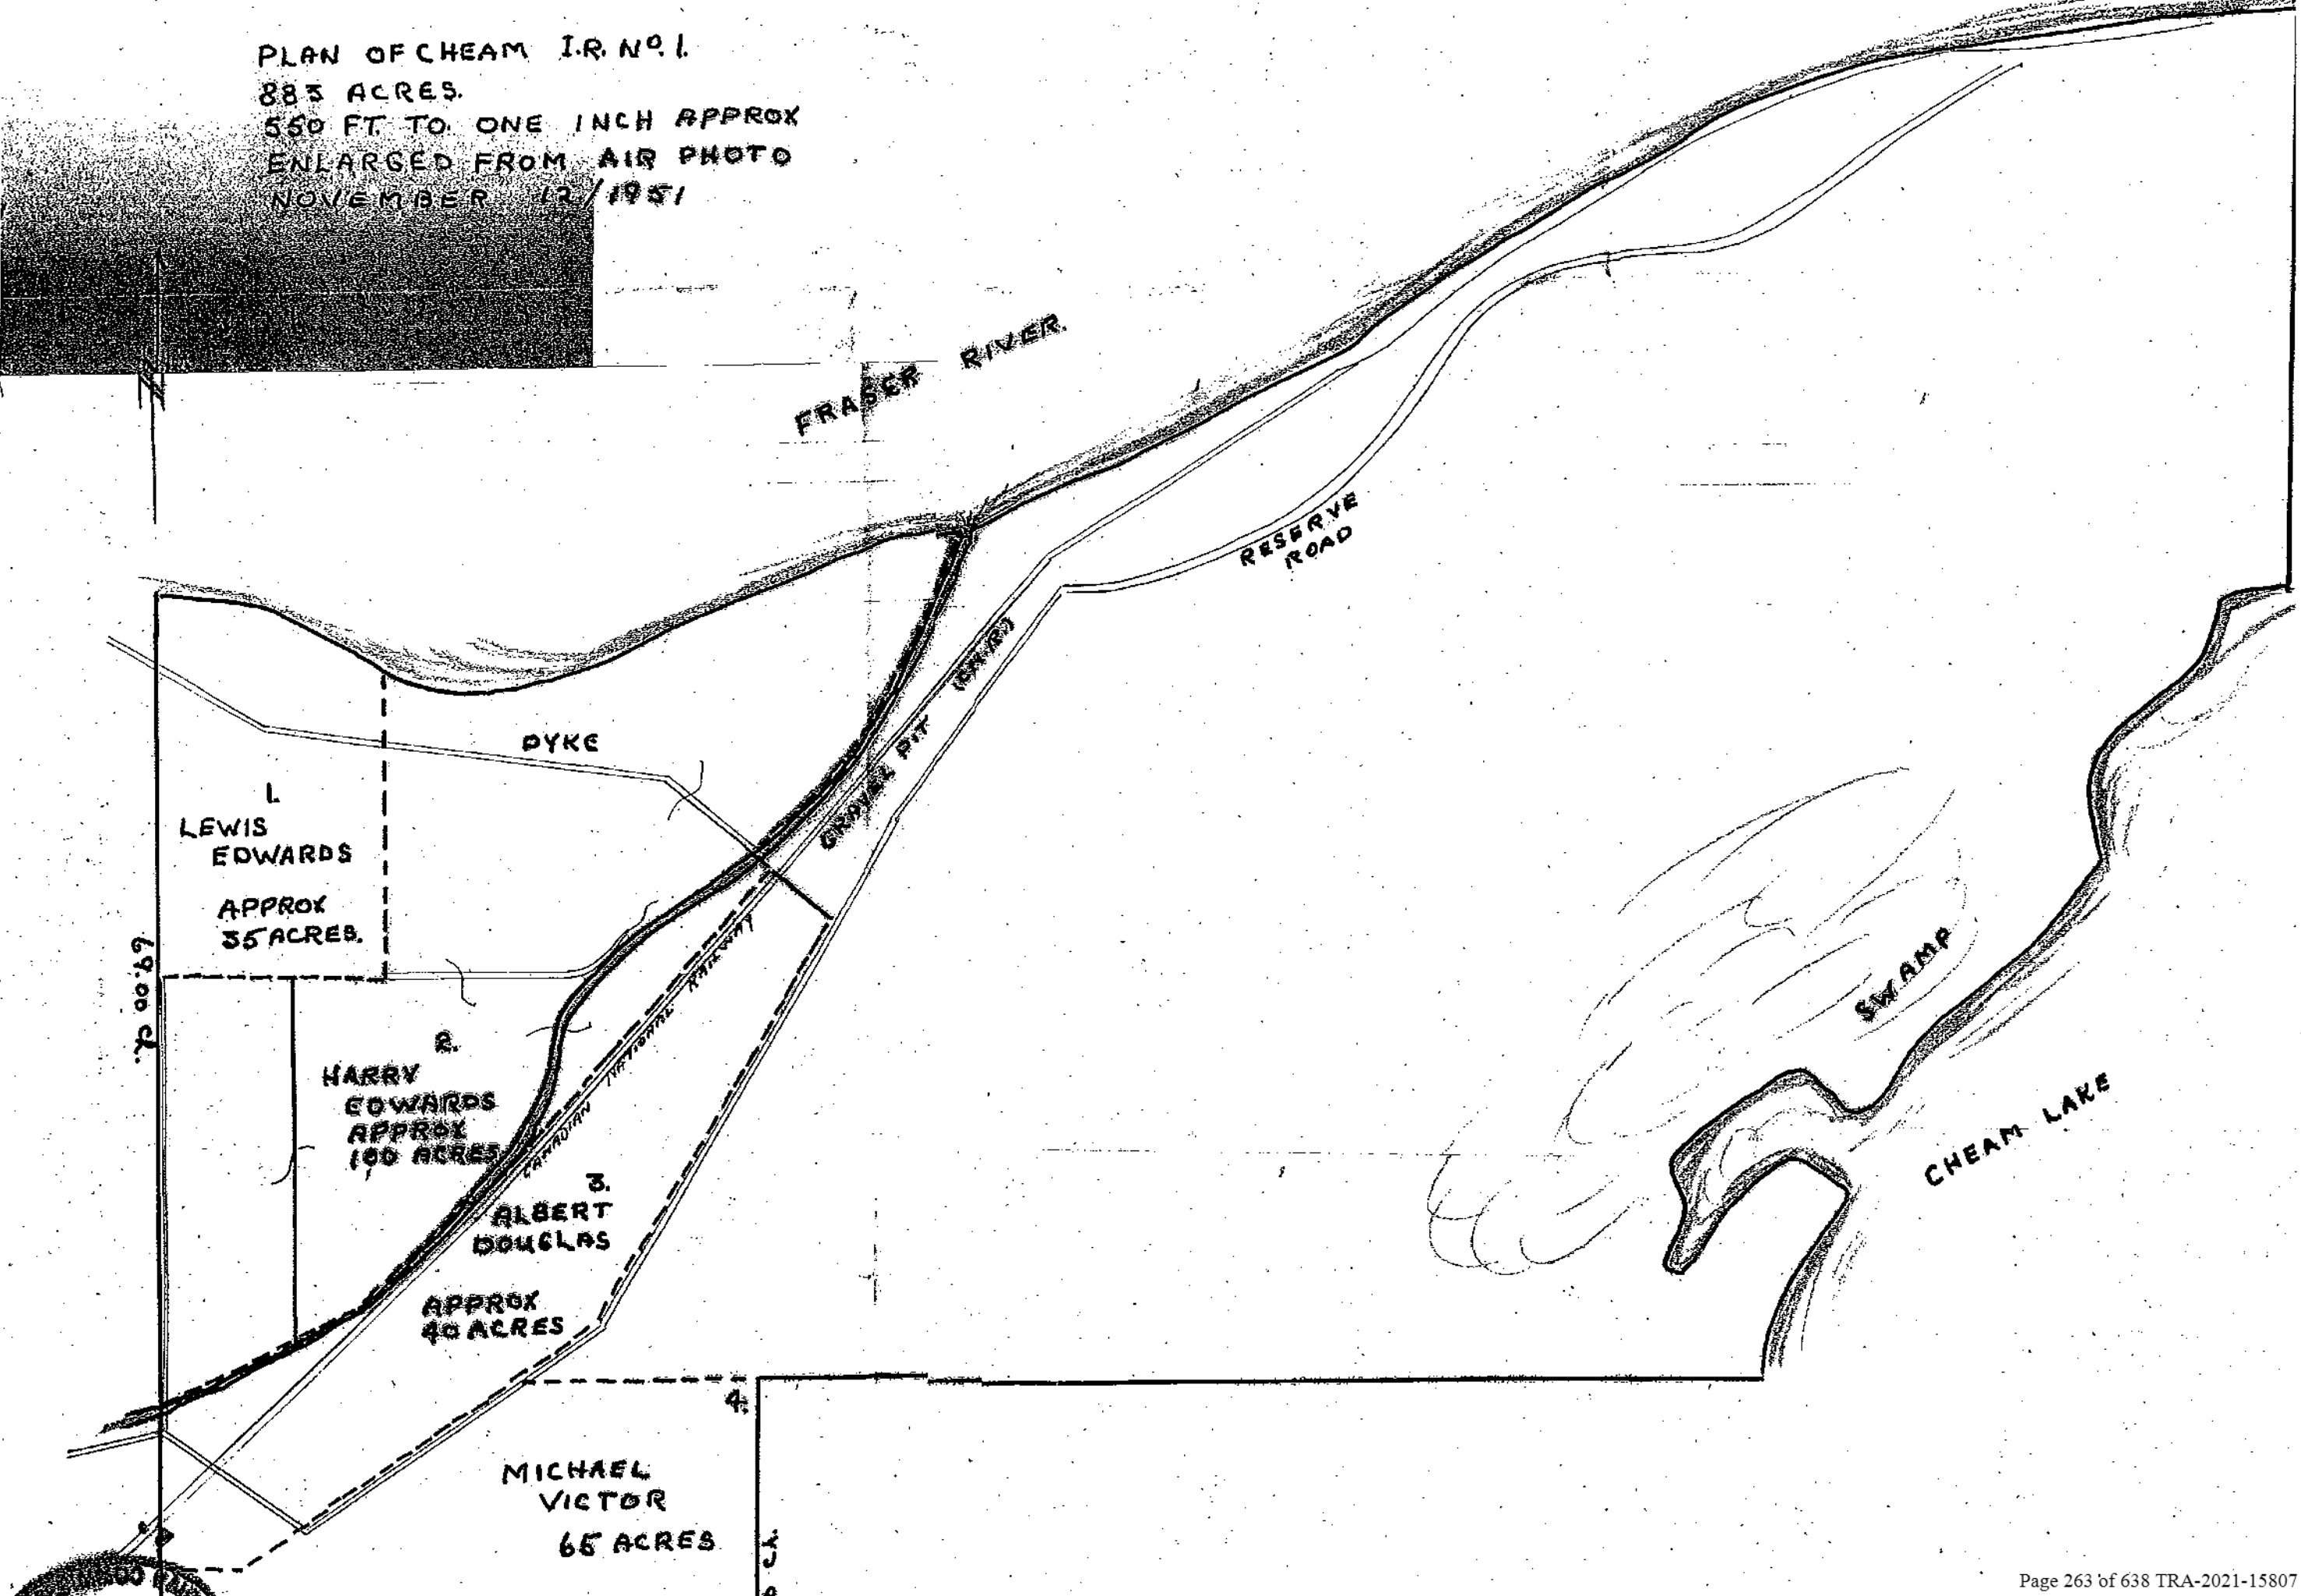 PLAN OF CHEAM I.R. Nº. 1.
883 ACRES.
550 FT. TO. ONE INCH APPROX
ENLARGED FROM AIR PHOTO
NOVEMBER 12/1951
FRASER RIVER.
RESERVE
ROAD
DYKE
GRAVEL PIT (C.N.R.)
1.
LEWIS
EDWARDS
APPROX
35 ACRES.
69.00 ch.
2.
HARRY
EDWARDS
APPROX
100 ACRES
CANADIAN NATIONAL RAILWAY
3.
ALBERT
DOUGLAS
APPROX
40 ACRES
SWAMP
CHEAM LAKE
4.
MICHAEL
VICTOR
65 ACRES
ch.
Page 263 of 638 TRA-2021-15807